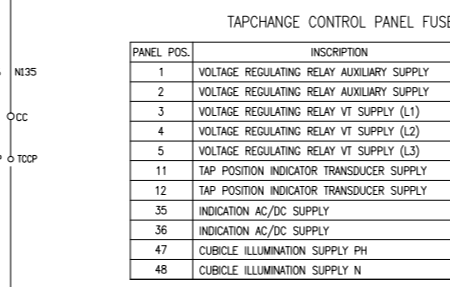 TAPCHANGE CONTROL PANEL FUSE
PANEL POS. INSCRIPTION
1 VOLTAGE REGULATING RELAY AUXILIARY SUPPLY
2 VOLTAGE REGULATING RELAY AUXILIARY SUPPLY
3 VOLTAGE REGULATING RELAY VT SUPPLY (L1)
4 VOLTAGE REGULATING RELAY VT SUPPLY (L2)
5 VOLTAGE REGULATING RELAY VT SUPPLY (L3)
11 TAP POSITION INDICATOR TRANSDUCER SUPPLY
12 TAP POSITION INDICATOR TRANSDUCER SUPPLY
35 INDICATION AC/DC SUPPLY
36 INDICATION AC/DC SUPPLY
47 CUBICLE ILLUMINATION SUPPLY PH
48 CUBICLE ILLUMINATION SUPPLY N
N135
CC
TCCP